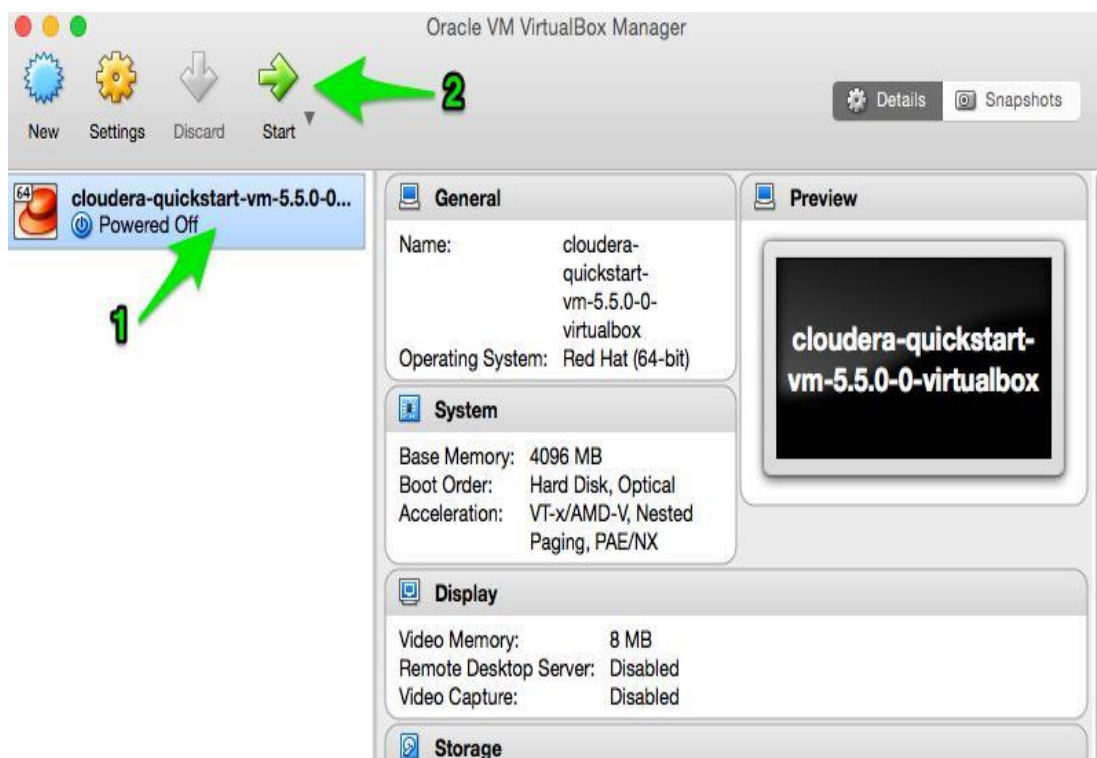 Oracle VM VirtualBox Manager
New
Settings
Discard
Start
2
Details
Snapshots
64
cloudera-quickstart-vm-5.5.0-0...
Powered Off
1
General
Name: cloudera-
quickstart-
vm-5.5.0-0-
virtualbox
Operating System: Red Hat (64-bit)
Preview
cloudera-quickstart-
vm-5.5.0-0-virtualbox
System
Base Memory: 4096 MB
Boot Order: Hard Disk, Optical
Acceleration: VT-x/AMD-V, Nested
Paging, PAE/NX
Display
Video Memory: 8 MB
Remote Desktop Server: Disabled
Video Capture: Disabled
Storage